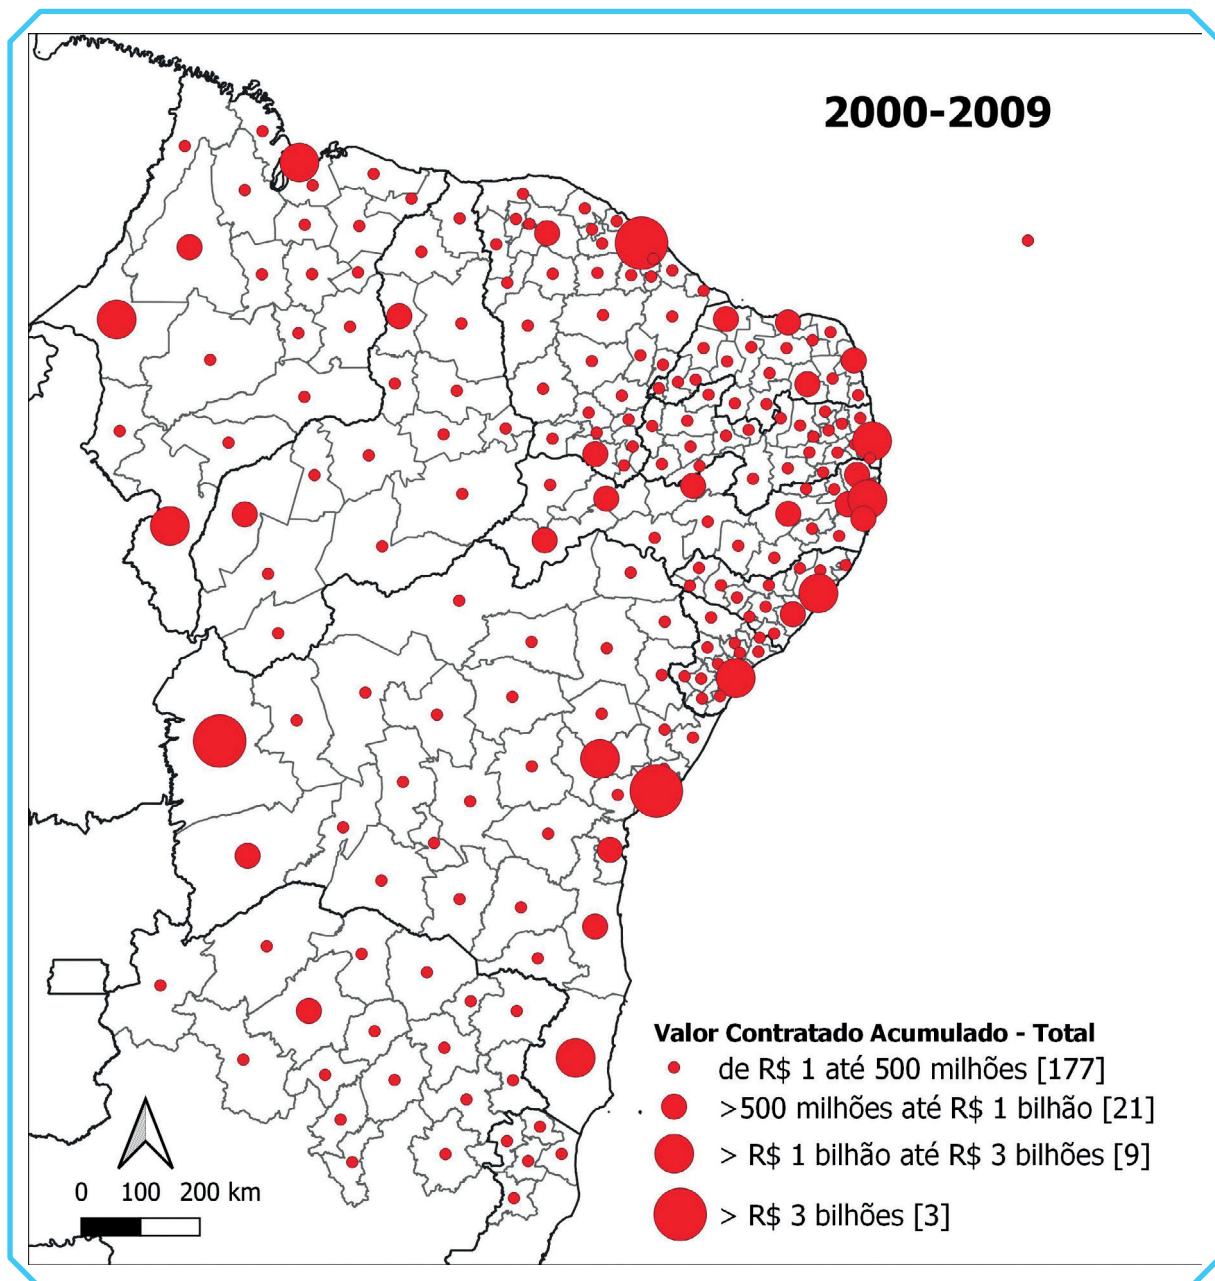 2000-2009
Valor Contratado Acumulado - Total
de R$ 1 até 500 milhões [177]
>500 milhões até R$ 1 bilhão [21]
> R$ 1 bilhão até R$ 3 bilhões [9]
> R$ 3 bilhões [3]
0 100 200 km